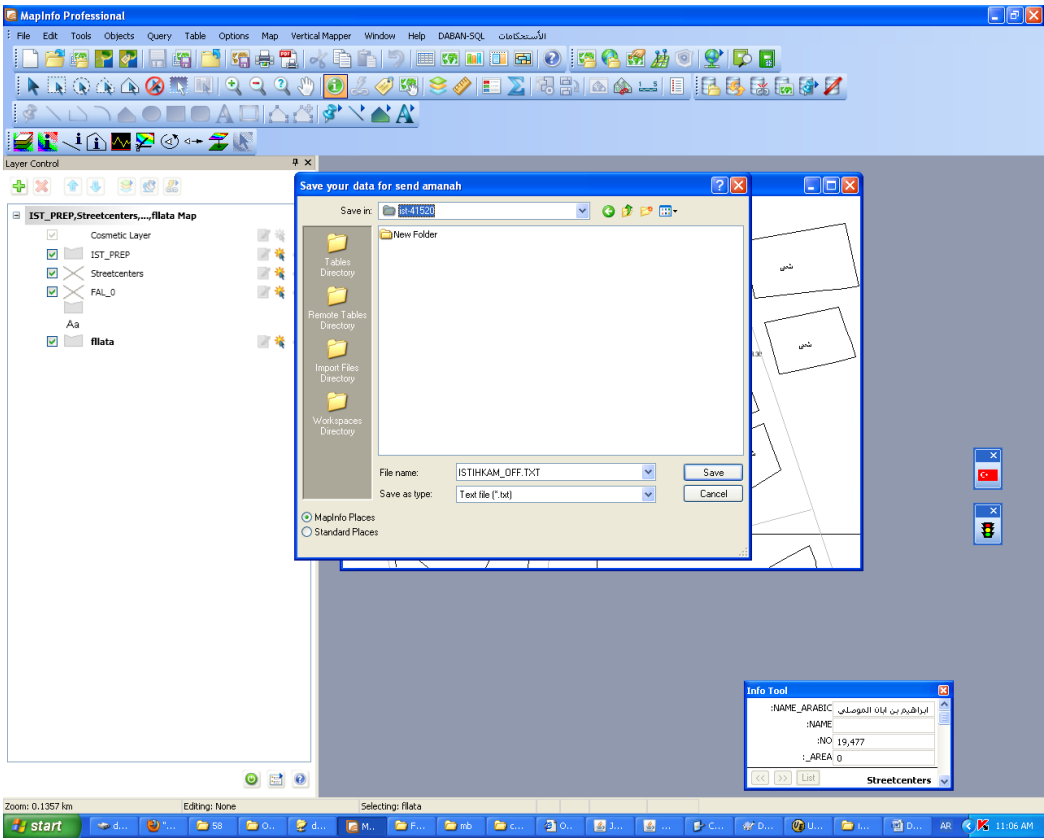 MapInfo Professional
File Edit Tools Objects Query Table Options Map Vertical Mapper Window Help DABAN-SQL الأستحكامات
Layer Control
IST_PREP,Streetcenters,...,fllata Map
Cosmetic Layer
IST_PREP
Streetcenters
FAL_0
Aa
fllata
Save your data for send amanah
Save in: ist-41520
New Folder
Tables
Directory
Remote Tables
Directory
Import Files
Directory
Workspaces
Directory
File name: ISTIHKAM_OFF.TXT Save
Save as type: Text file (*.txt) Cancel
MapInfo Places
Standard Places
شعبي
شعبي
Info Tool
:NAME_ARABIC ابراهيم بن ابان الموصلي
:NAME
:NO 19,477
:_AREA 0
<< >> List Streetcenters
Zoom: 0.1357 km Editing: None Selecting: fllata
start d... "... 58 O... d... M.. F... mb c... O.. J... ... C... D... U... i... D... AR 11:06 AM